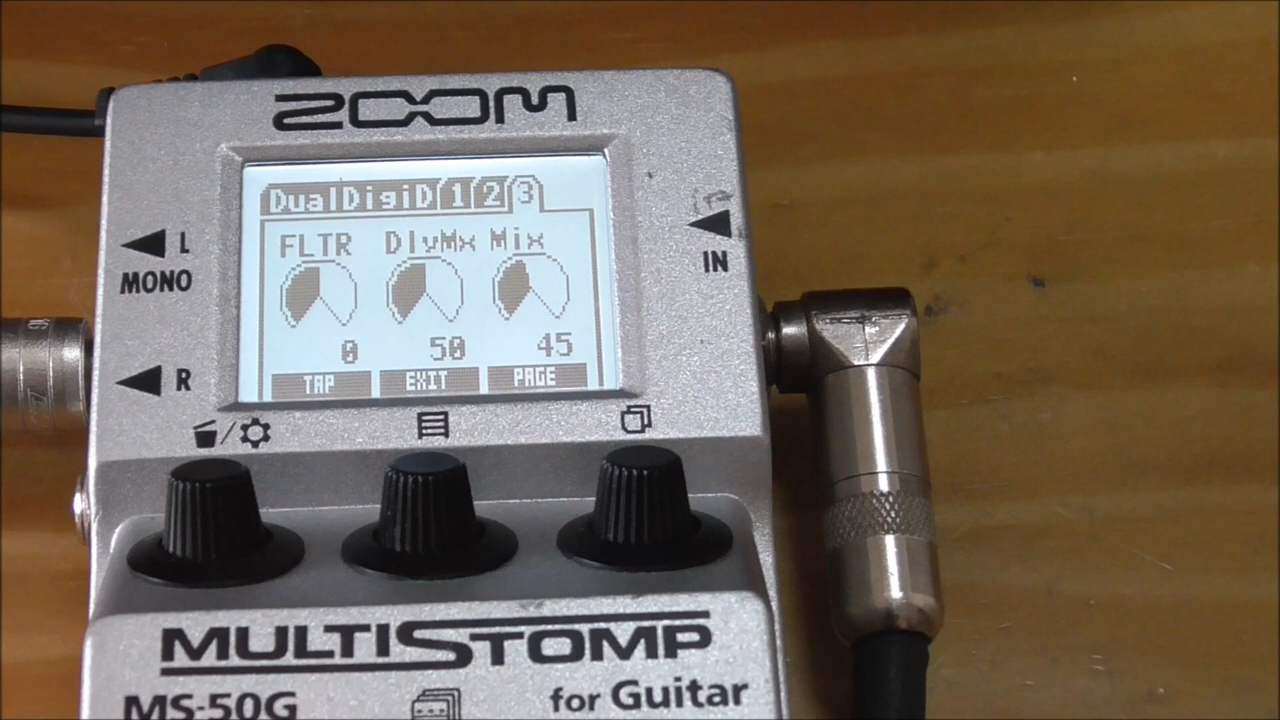 ZOOM
DualDigiD 1 2 3
FLTR DlyMx Mix
0 50 45
TAP EXIT PAGE
L
MONO
R
IN
MULTISTOMP
MS-50G
for Guitar